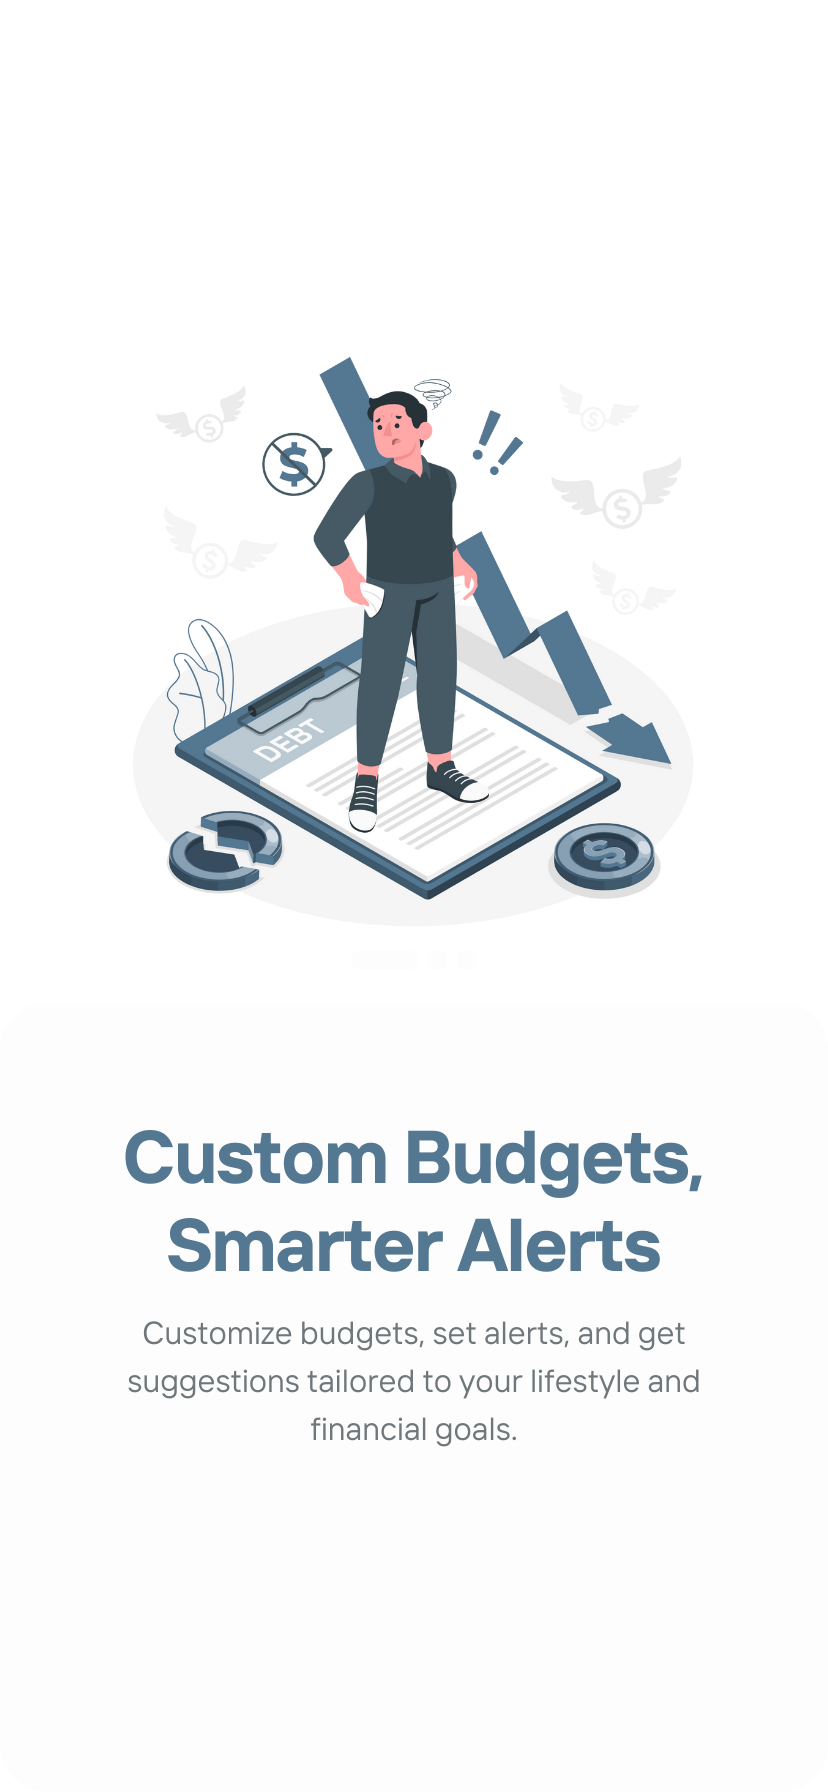 DEBT
Custom Budgets,
Smarter Alerts
Customize budgets, set alerts, and get
suggestions tailored to your lifestyle and
financial goals.